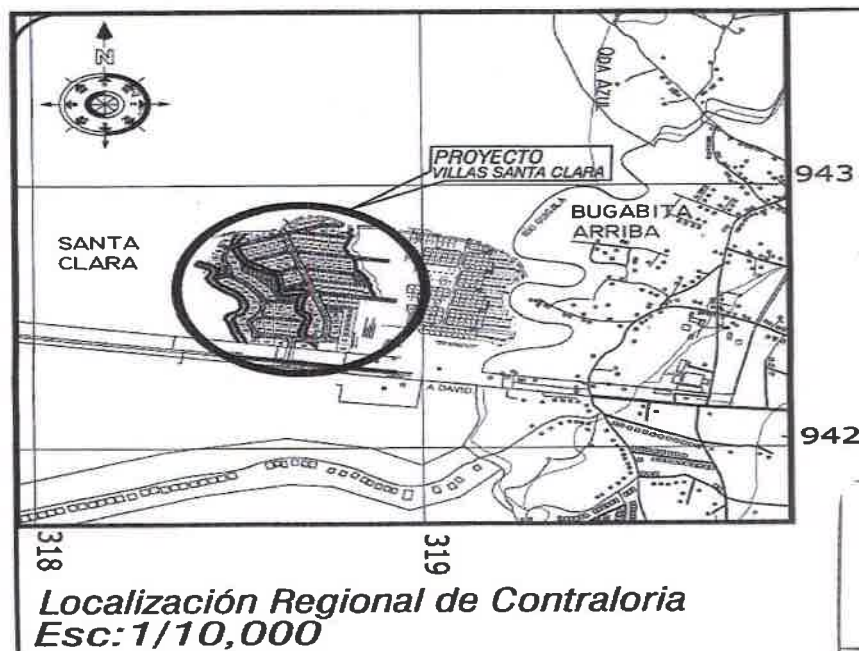 N
QDA AZUL
PROYECTO
VILLAS SANTA CLARA
943
BUGABITA
ARRIBA
SANTA
CLARA
A DAVID
942
318
319
Localización Regional de Contraloria
Esc: 1/10,000